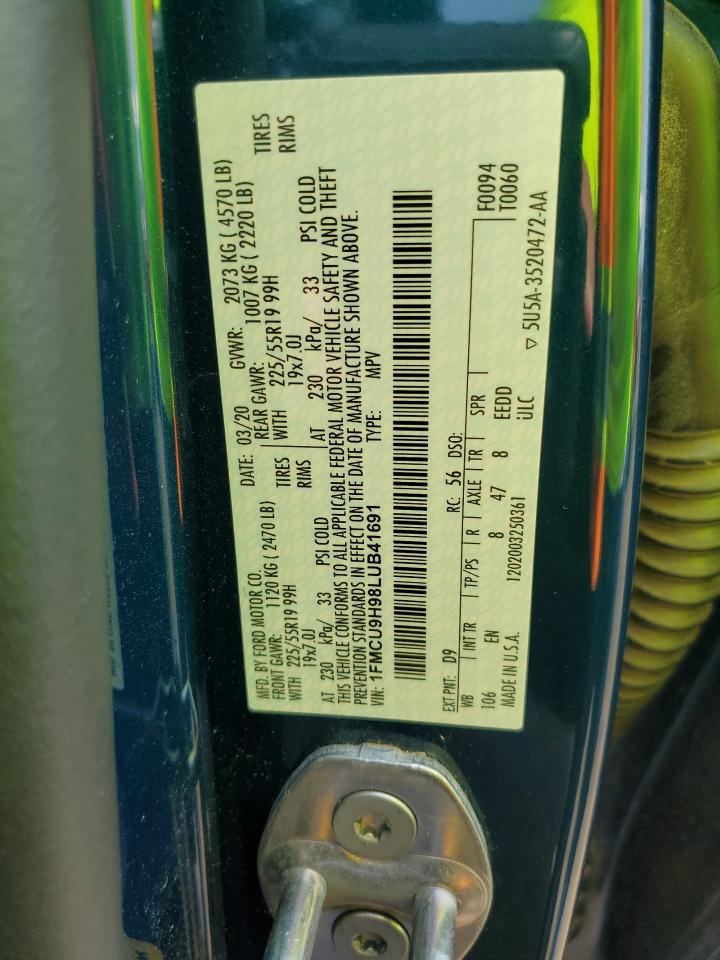 MFD. BY FORD MOTOR CO.
DATE: 03/20
GVWR: 2073 KG ( 4570 LB)
FRONT GAWR: 1120 KG ( 2470 LB)
REAR GAWR: 1007 KG ( 2220 LB)
WITH 225/55R19 99H TIRES
WITH 225/55R19 99H TIRES
19x7.0J RIMS
19x7.0J RIMS
AT 230 kPa/ 33 PSI COLD
AT 230 kPa/ 33 PSI COLD
THIS VEHICLE CONFORMS TO ALL APPLICABLE FEDERAL MOTOR VEHICLE SAFETY AND THEFT
PREVENTION STANDARDS IN EFFECT ON THE DATE OF MANUFACTURE SHOWN ABOVE.
VIN: 1FMCU9H98LUB41691
TYPE: MPV
EXT PNT: D9 RC: 56 DSO:
WB INT TR TP/PS R AXLE TR SPR F0094
106 EN 8 47 8 EEDD T0060
MADE IN U.S.A. 1202003250361 ULC
▽ 5U5A-3520472-AA